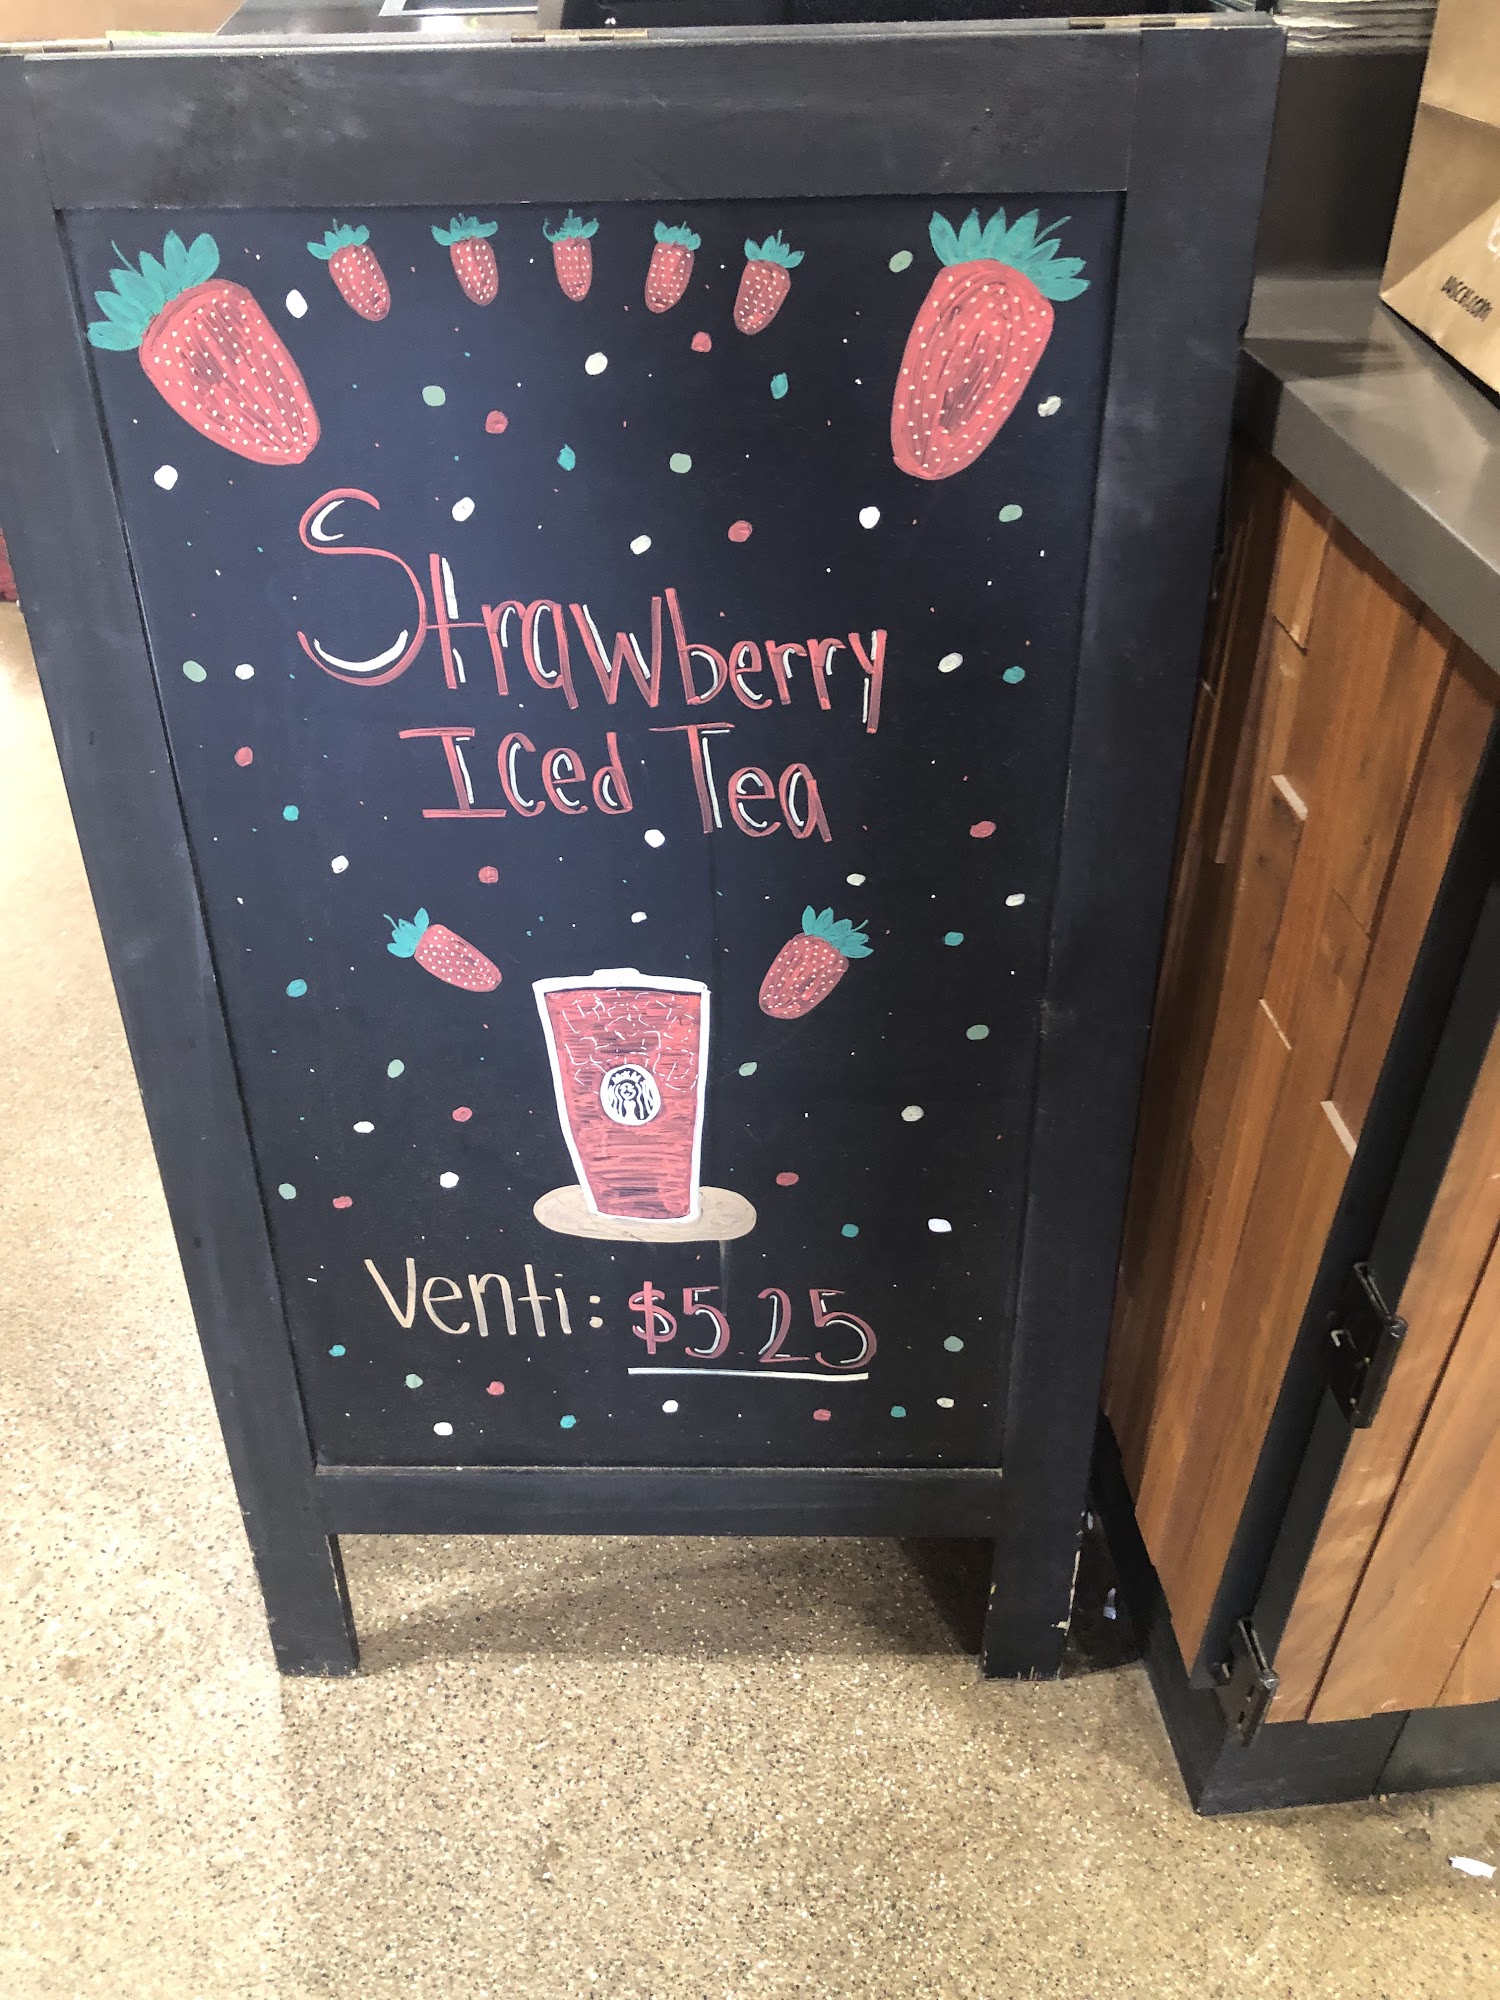 Strawberry
Iced Tea
Venti: $5.25